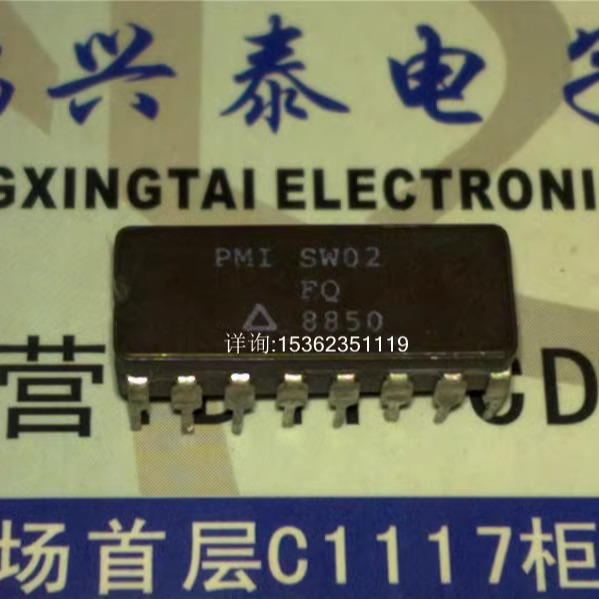 兴泰电
GXINGTAI ELECTRONI
PMI SW02
FQ
8850
详询:15362351119
营
CD
场首层C1117柜